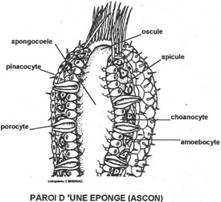 oscule
spongocoele
spicule
pinacocyte
choanocyte
porocyte
amoebocyte
PAROI D 'UNE EPONGE (ASCON)